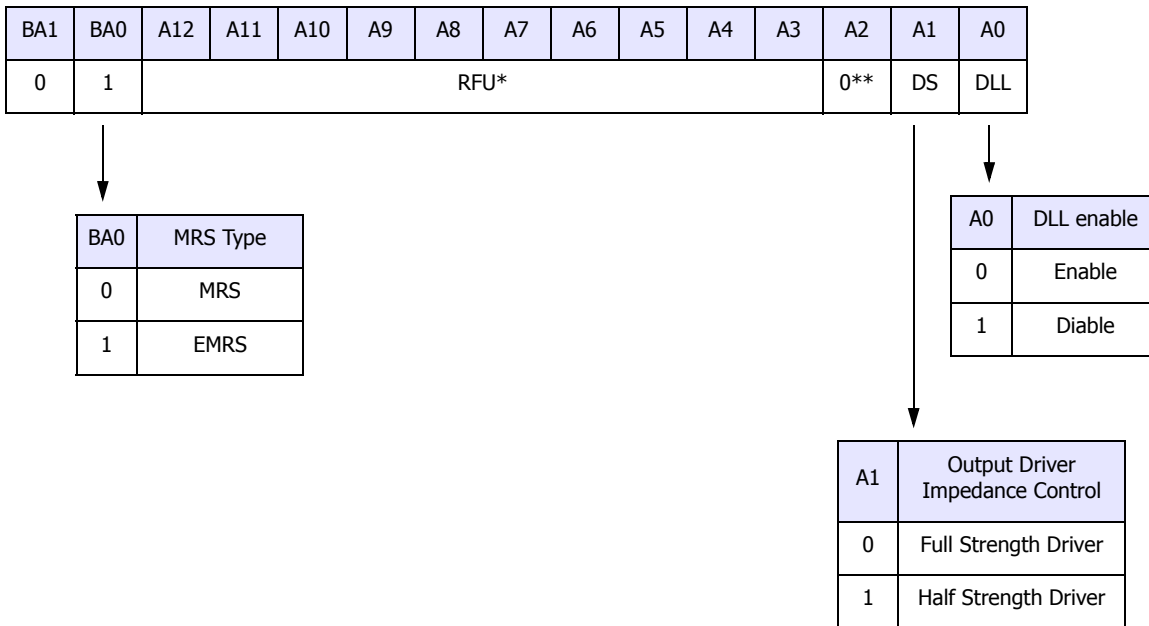 BA1 BA0 A12 A11 A10 A9 A8 A7 A6 A5 A4 A3 A2 A1 A0
0 1 RFU* 0** DS DLL
BA0 MRS Type
0 MRS
1 EMRS
A0 DLL enable
0 Enable
1 Diable
A1 Output Driver
Impedance Control
0 Full Strength Driver
1 Half Strength Driver